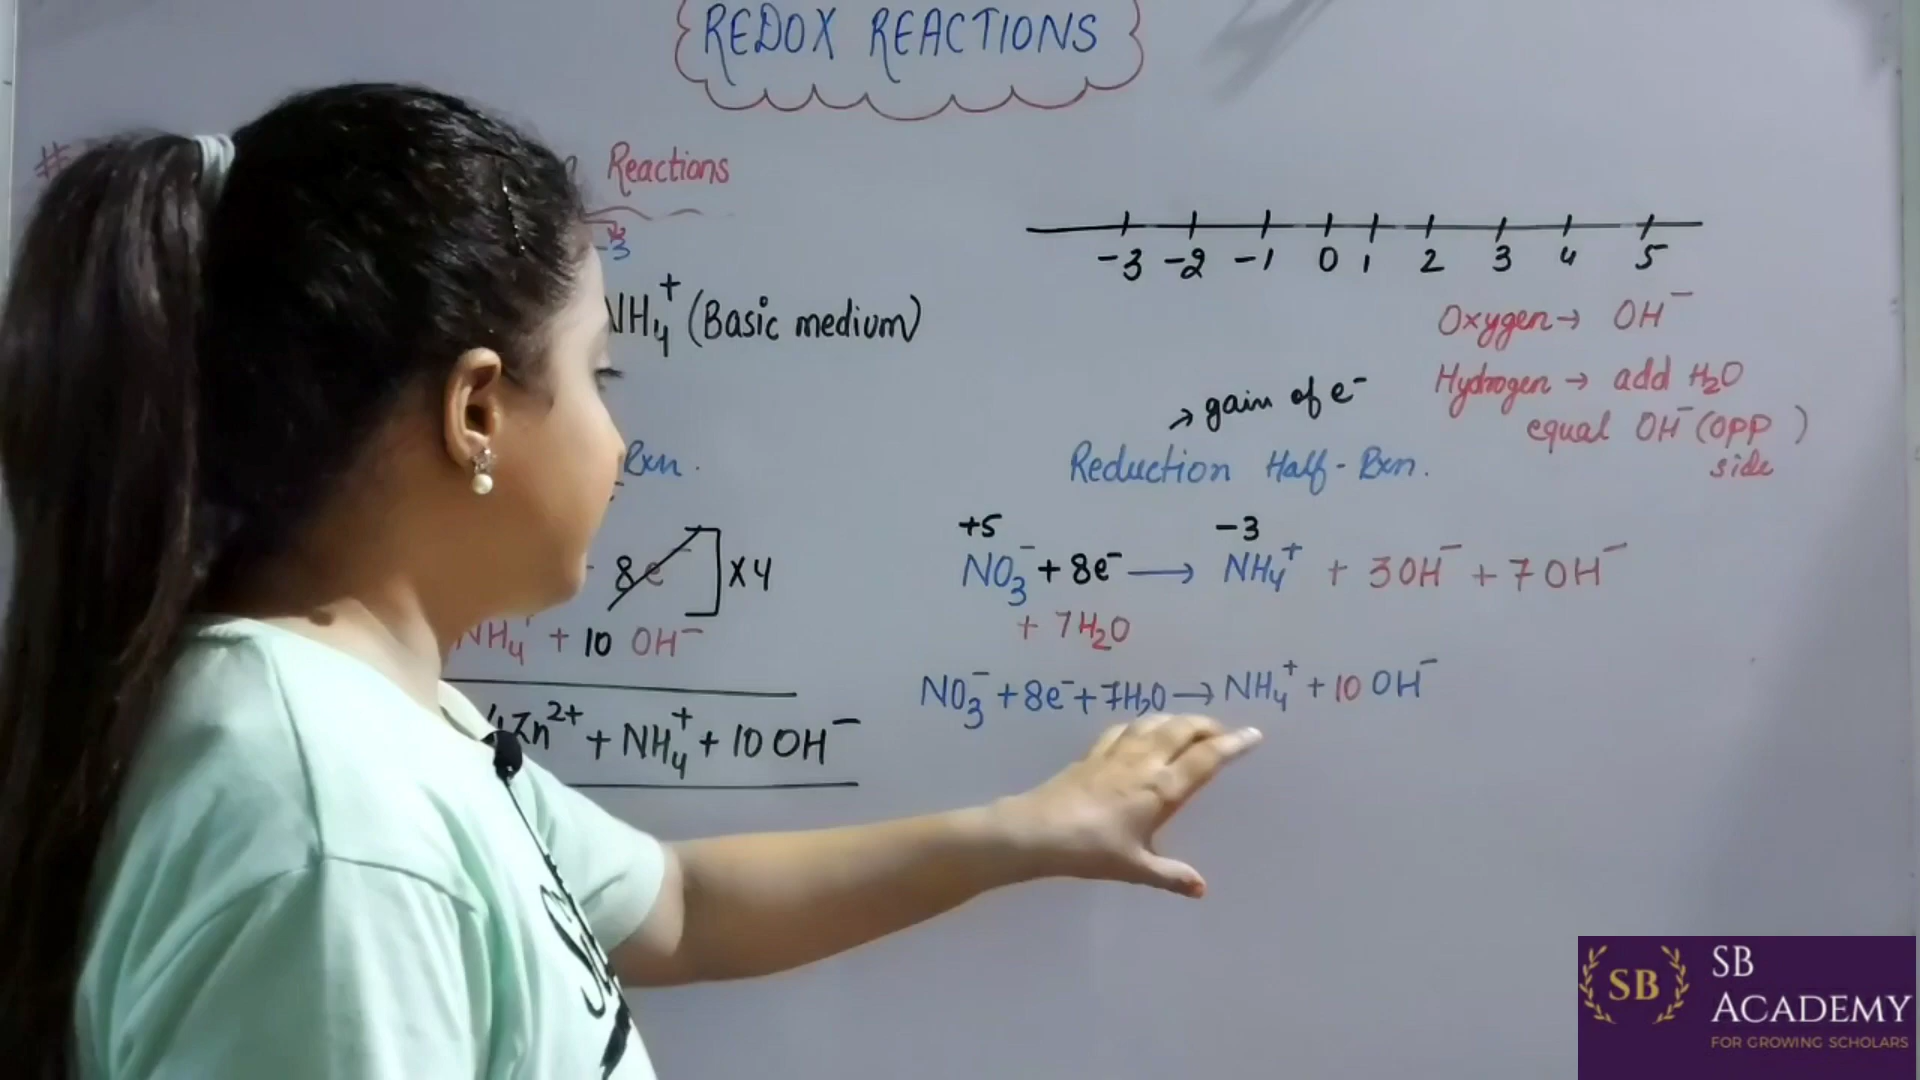 REDOX REACTIONS
# Reactions
-3
NH₄⁺ (Basic medium)
Rxn.
8e⁻ ] X 4
NH₄⁺ + 10 OH⁻
4Zn²⁺ + NH₄⁺ + 10 OH⁻
-3 -2 -1 0 1 2 3 4 5
Oxygen → OH⁻
Hydrogen → add H₂O
equal OH⁻ (opp side)
→ gain of e⁻
Reduction Half-Rxn.
+5 -3
NO₃⁻ + 8e⁻ → NH₄⁺ + 3OH⁻ + 7OH⁻
+ 7H₂O
NO₃⁻ + 8e⁻ + 7H₂O → NH₄⁺ + 10 OH⁻
SB
SB
ACADEMY
FOR GROWING SCHOLARS